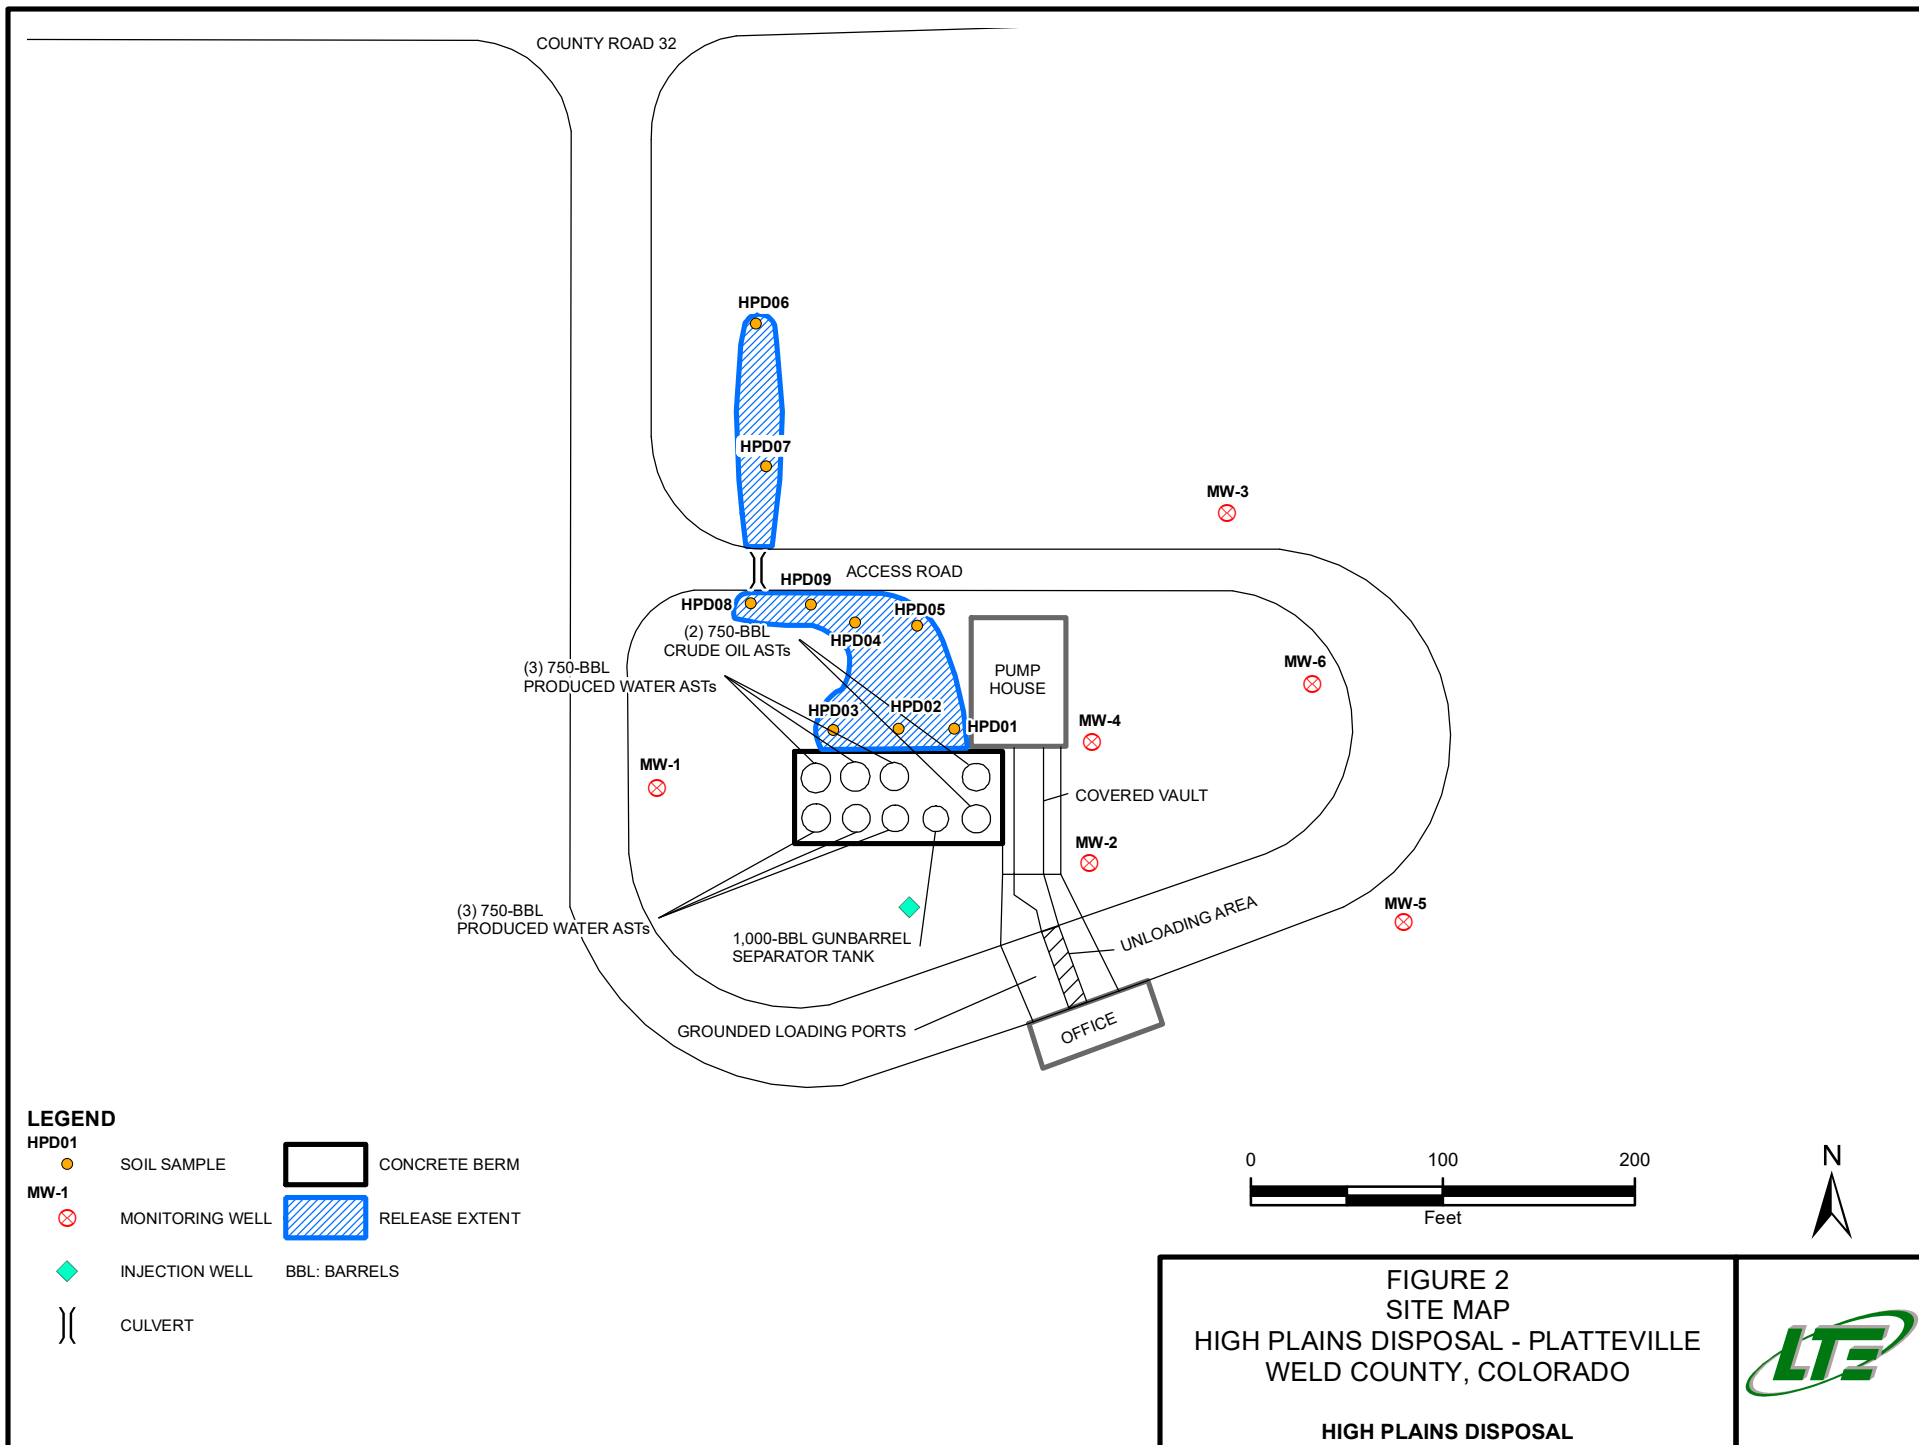 COUNTY ROAD 32
HPD06
HPD07
MW-3
ACCESS ROAD
HPD09
HPD08
HPD05
(2) 750-BBL
CRUDE OIL ASTs
HPD04
(3) 750-BBL
PRODUCED WATER ASTs
PUMP
HOUSE
MW-6
HPD03
HPD02
HPD01
MW-4
MW-1
COVERED VAULT
MW-2
(3) 750-BBL
PRODUCED WATER ASTs
1,000-BBL GUNBARREL
SEPARATOR TANK
UNLOADING AREA
MW-5
GROUNDED LOADING PORTS
OFFICE
LEGEND
HPD01
SOIL SAMPLE
CONCRETE BERM
MW-1
MONITORING WELL
RELEASE EXTENT
INJECTION WELL
BBL: BARRELS
CULVERT
0 100 200
Feet
N
FIGURE 2
SITE MAP
HIGH PLAINS DISPOSAL - PLATTEVILLE
WELD COUNTY, COLORADO
HIGH PLAINS DISPOSAL
LTE